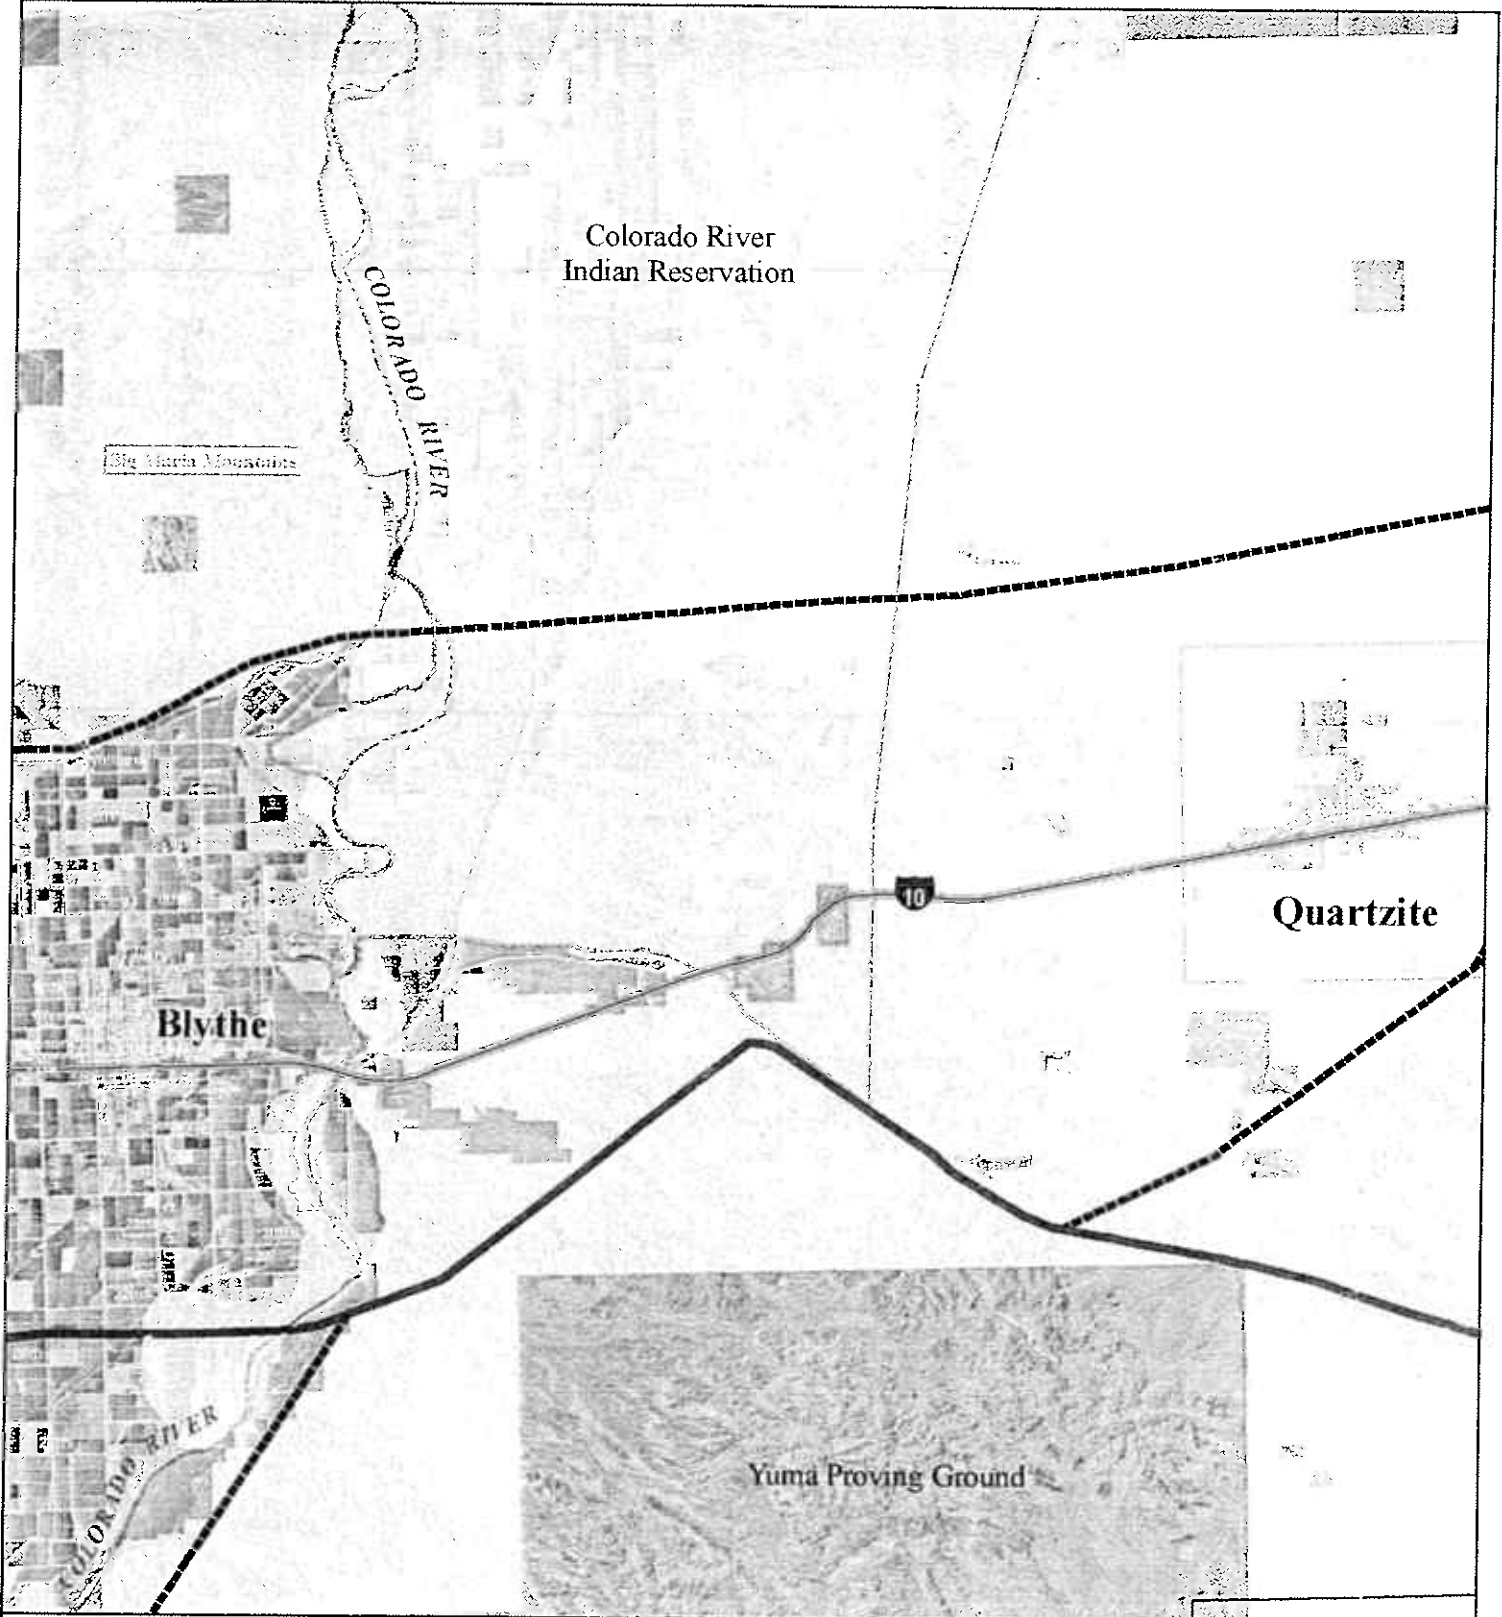 Colorado River
Indian Reservation
COLORADO RIVER
Big Maria Mountains
10
Quartzite
Blythe
COLORADO RIVER
Yuma Proving Ground